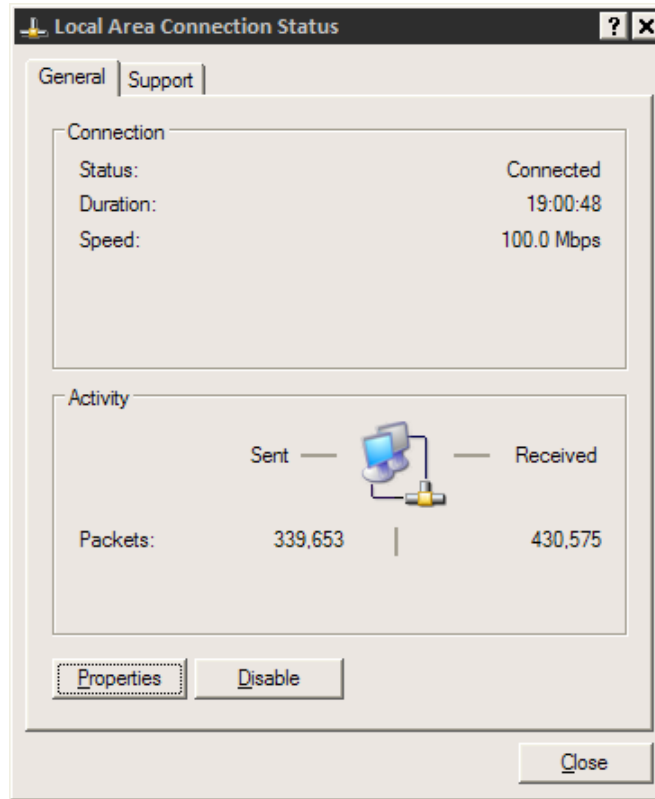 Local Area Connection Status
General Support
Connection
Status: Connected
Duration: 19:00:48
Speed: 100.0 Mbps
Activity
Sent Received
Packets: 339,653 430,575
Properties Disable
Close